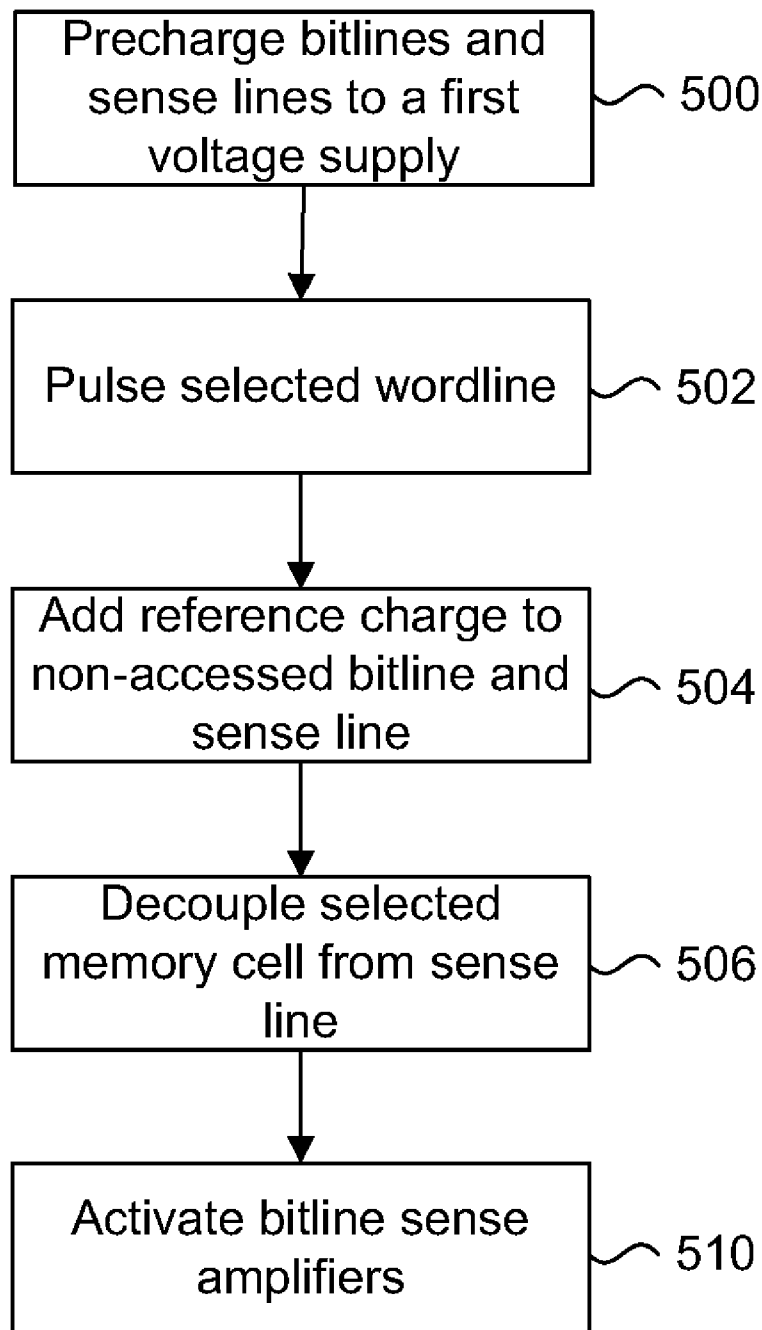 Precharge bitlines and
sense lines to a first
voltage supply
500
Pulse selected wordline
502
Add reference charge to
non-accessed bitline and
sense line
504
Decouple selected
memory cell from sense
line
506
Activate bitline sense
amplifiers
510